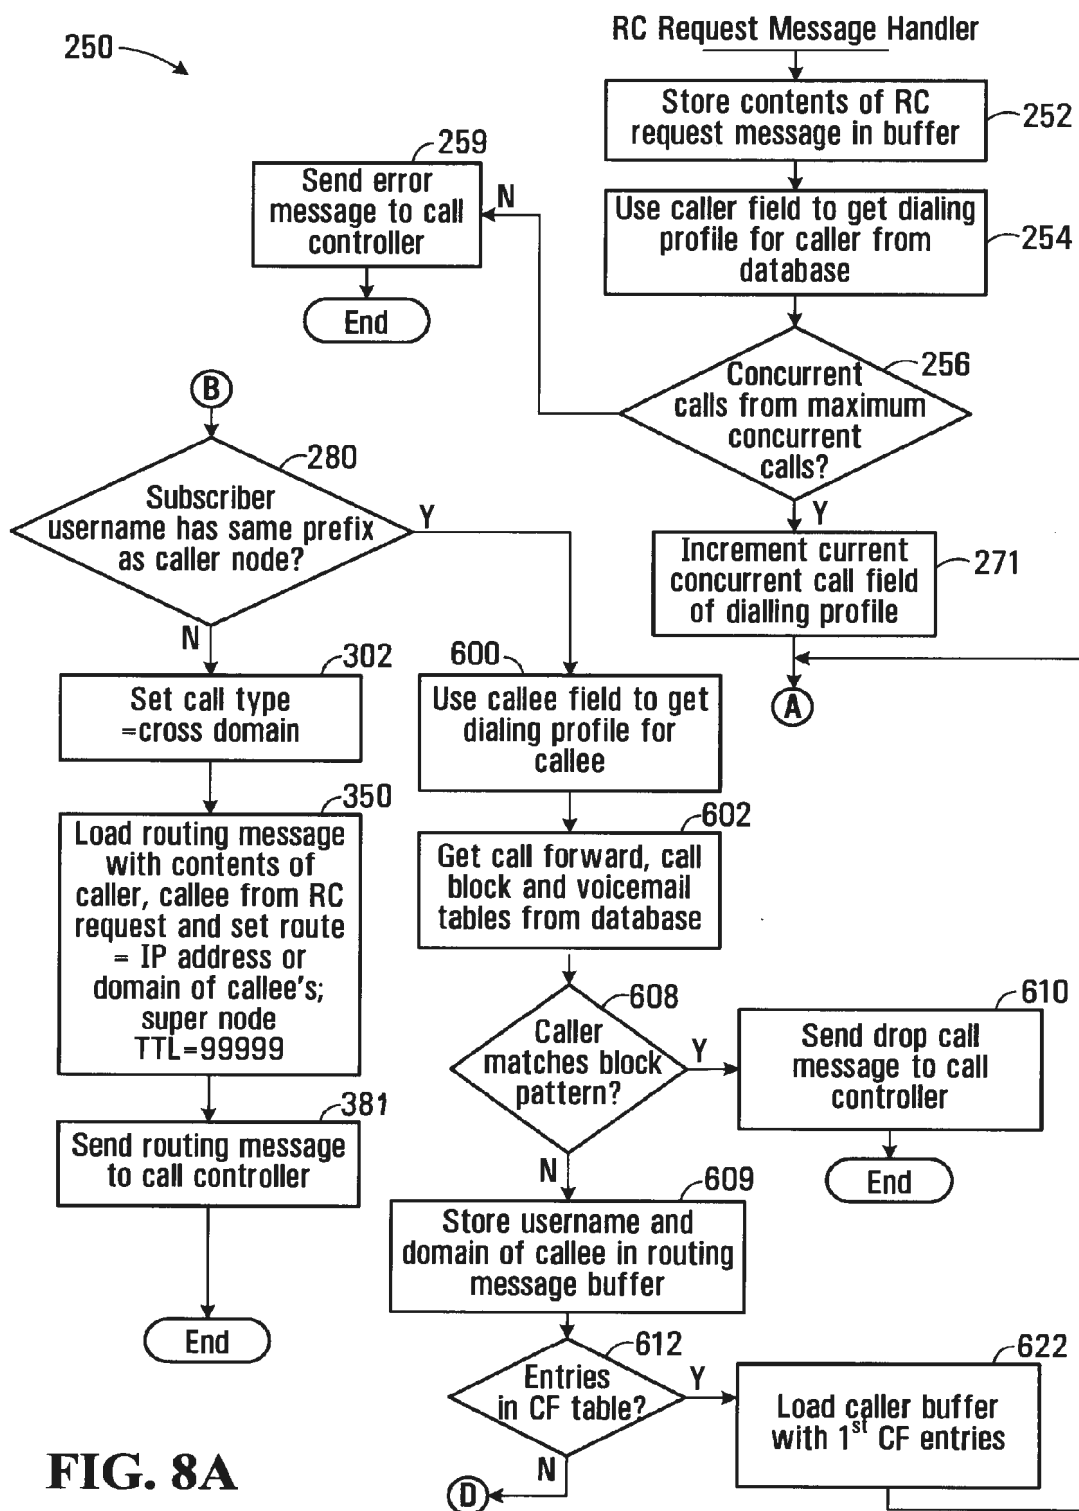 250
RC Request Message Handler
Store contents of RC
request message in buffer
252
259
Send error
message to call
controller
N
End
Use caller field to get dialing
profile for caller from
database
254
256
Concurrent
calls from maximum
concurrent
calls?
Y
Increment current
concurrent call field
of dialling profile
271
A
B
280
Subscriber
username has same prefix
as caller node?
Y
N
302
Set call type
=cross domain
350
Load routing message
with contents of
caller, callee from RC
request and set route
= IP address or
domain of callee's;
super node
TTL=99999
381
Send routing message
to call controller
End
600
Use callee field to get
dialing profile for
callee
602
Get call forward, call
block and voicemail
tables from database
608
Caller
matches block
pattern?
Y
610
Send drop call
message to call
controller
End
N
609
Store username and
domain of callee in routing
message buffer
612
Entries
in CF table?
Y
622
Load caller buffer
with 1st CF entries
N
D
FIG. 8A